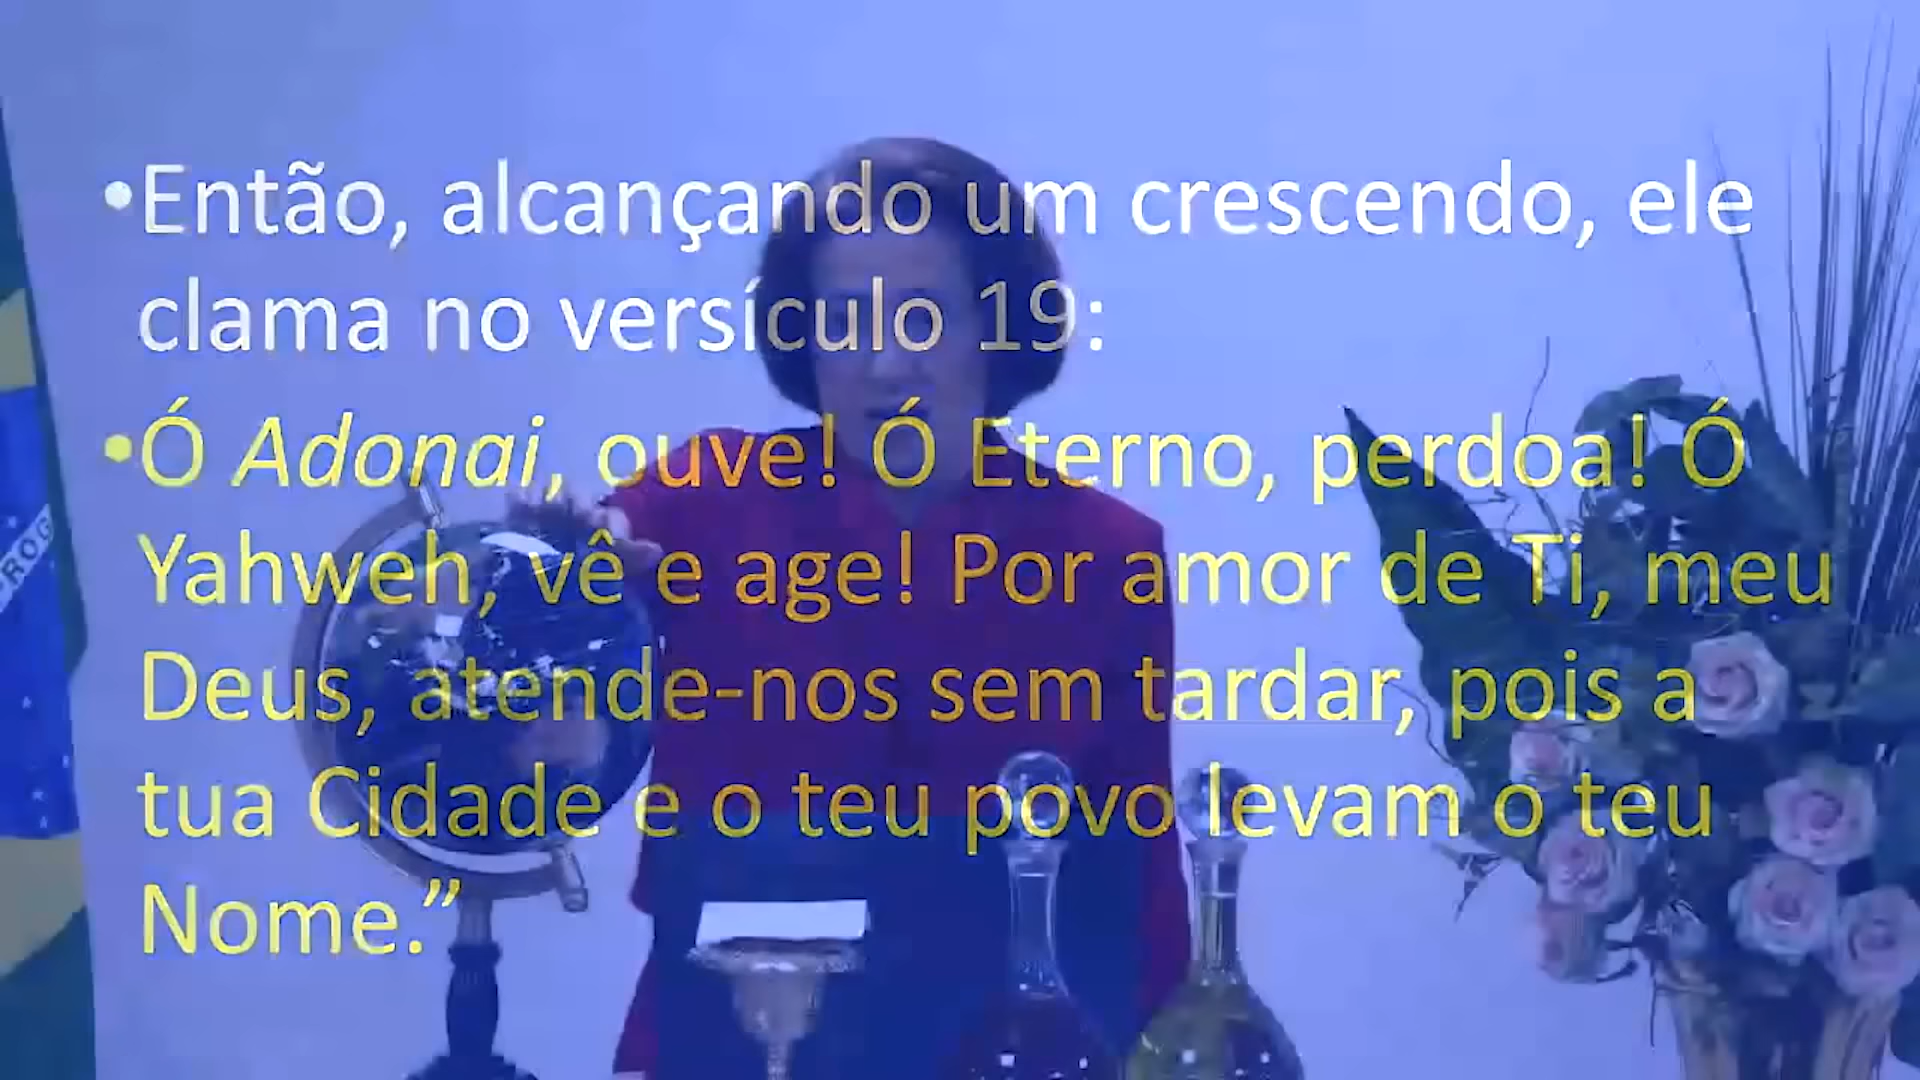 •Então, alcançando um crescendo, ele
clama no versículo 19:
•Ó Adonai, ouve! Ó Eterno, perdoa! Ó
Yahweh, vê e age! Por amor de Ti, meu
Deus, atende-nos sem tardar, pois a
tua Cidade e o teu povo levam o teu
Nome.”
PROG